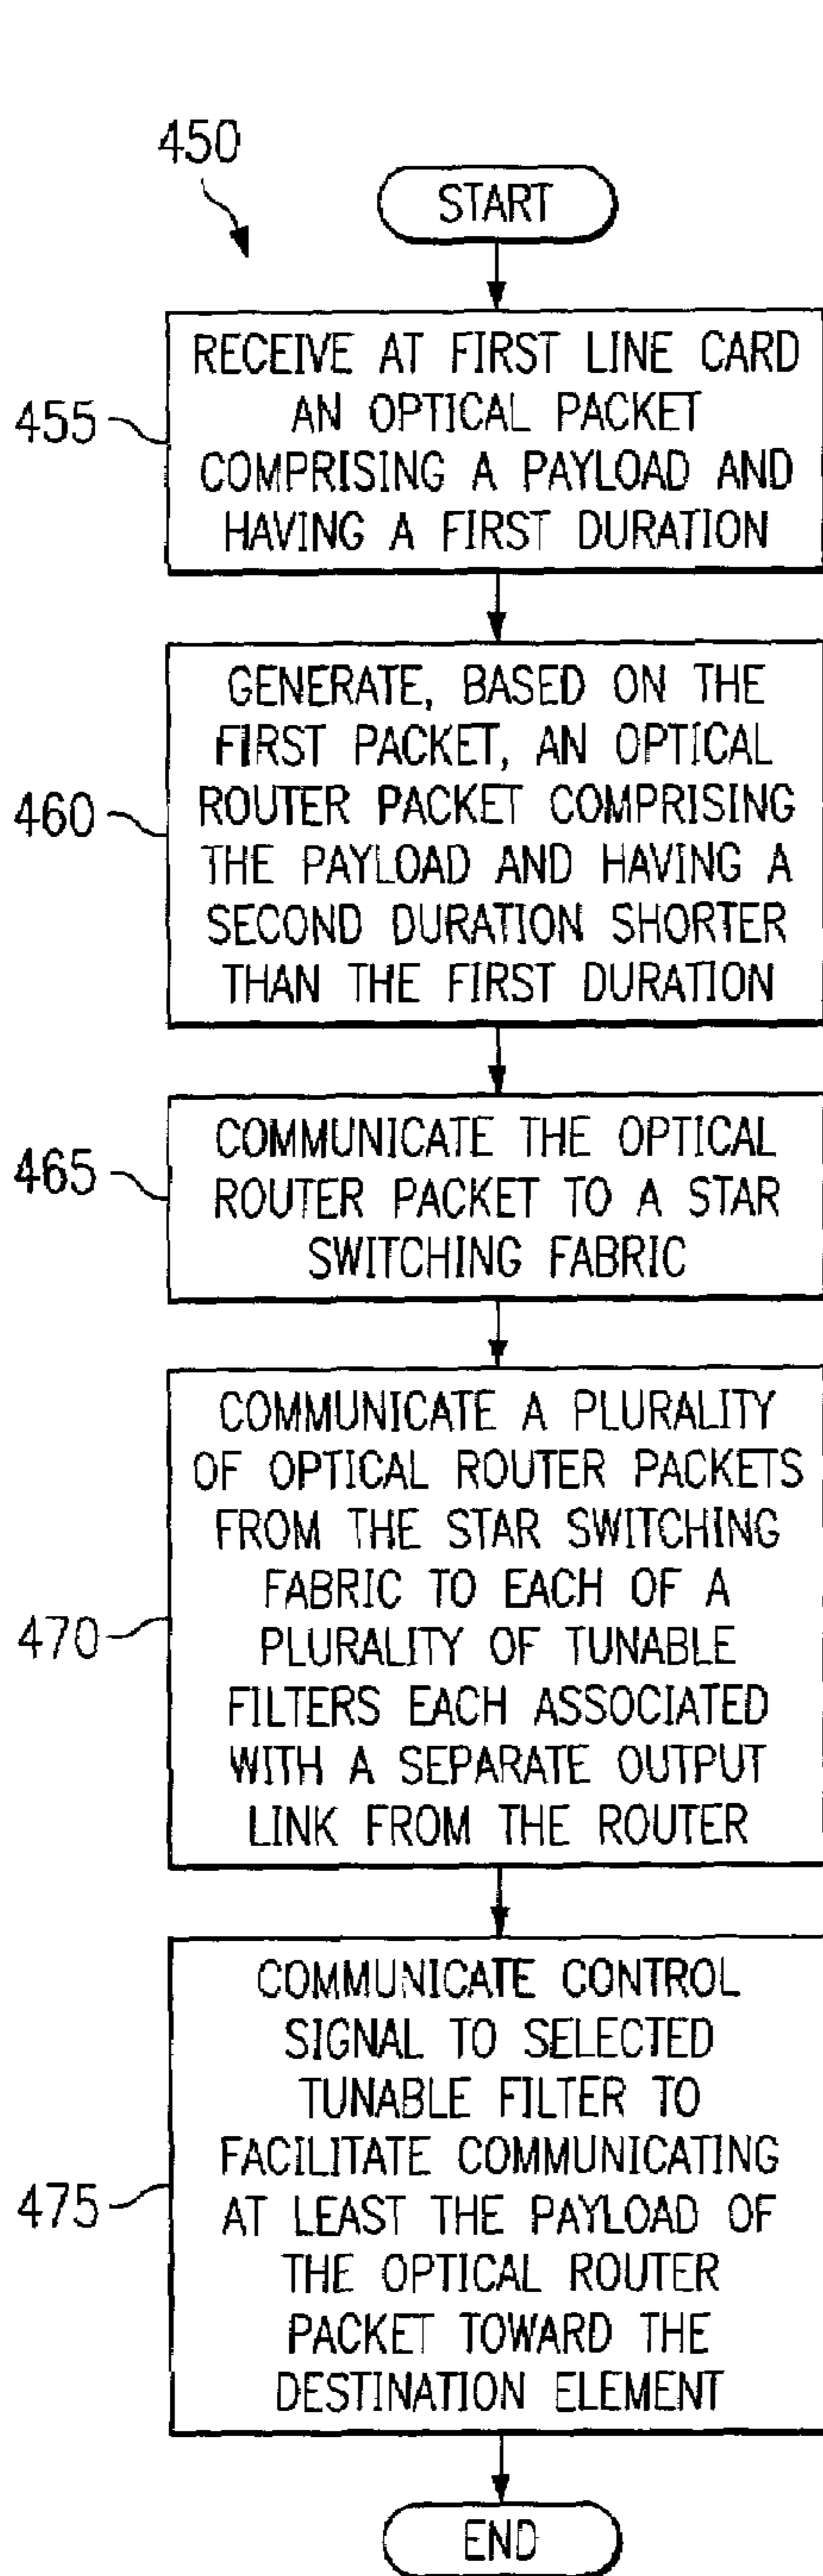 450
START
455
RECEIVE AT FIRST LINE CARD
AN OPTICAL PACKET
COMPRISING A PAYLOAD AND
HAVING A FIRST DURATION
460
GENERATE, BASED ON THE
FIRST PACKET, AN OPTICAL
ROUTER PACKET COMPRISING
THE PAYLOAD AND HAVING A
SECOND DURATION SHORTER
THAN THE FIRST DURATION
465
COMMUNICATE THE OPTICAL
ROUTER PACKET TO A STAR
SWITCHING FABRIC
470
COMMUNICATE A PLURALITY
OF OPTICAL ROUTER PACKETS
FROM THE STAR SWITCHING
FABRIC TO EACH OF A
PLURALITY OF TUNABLE
FILTERS EACH ASSOCIATED
WITH A SEPARATE OUTPUT
LINK FROM THE ROUTER
475
COMMUNICATE CONTROL
SIGNAL TO SELECTED
TUNABLE FILTER TO
FACILITATE COMMUNICATING
AT LEAST THE PAYLOAD OF
THE OPTICAL ROUTER
PACKET TOWARD THE
DESTINATION ELEMENT
END